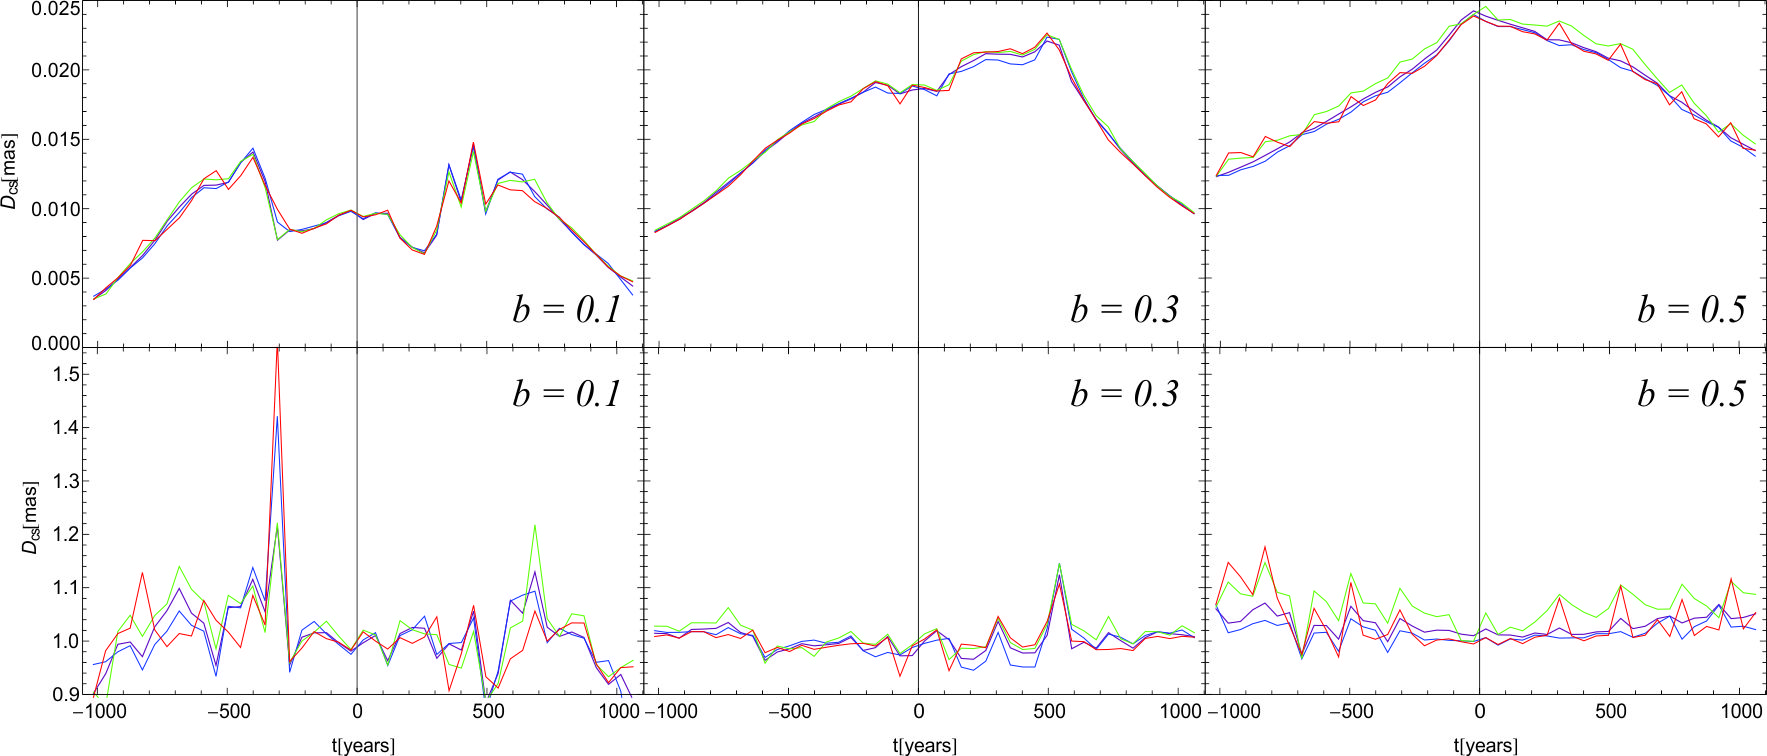 0.025
0.020
0.015
0.010
0.005
0.000
D_cs[mas]
b = 0.1
b = 0.3
b = 0.5
1.5
1.4
1.3
1.2
1.1
1.0
0.9
D_cs[mas]
b = 0.1
b = 0.3
b = 0.5
−1000 −500 0 500 1000 −1000 −500 0 500 1000 −1000 −500 0 500 1000
t[years] t[years] t[years]